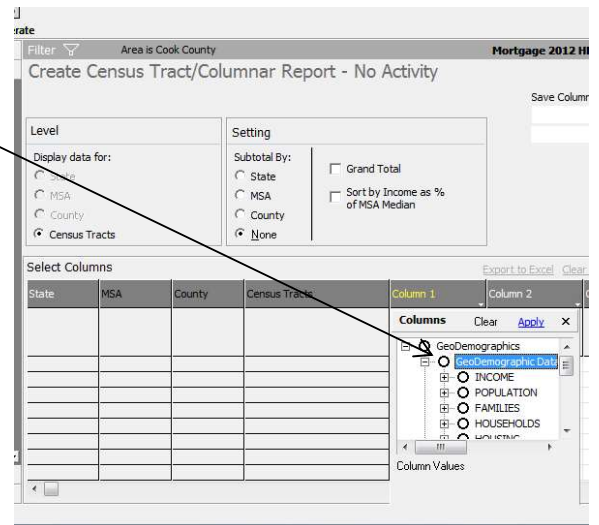 erate
Filter Area is Cook County Mortgage 2012 H
Create Census Tract/Columnar Report - No Activity
Save Column
Level
Setting
Display data for:
State
MSA
County
Census Tracts
Subtotal By:
State
MSA
County
None
Grand Total
Sort by Income as %
of MSA Median
Select Columns
Export to Excel Clear
State MSA County Census Tracts Column 1 Column 2
Columns Clear Apply X
GeoDemographics
GeoDemographic Data
INCOME
POPULATION
FAMILIES
HOUSEHOLDS
HOUSING
Column Values